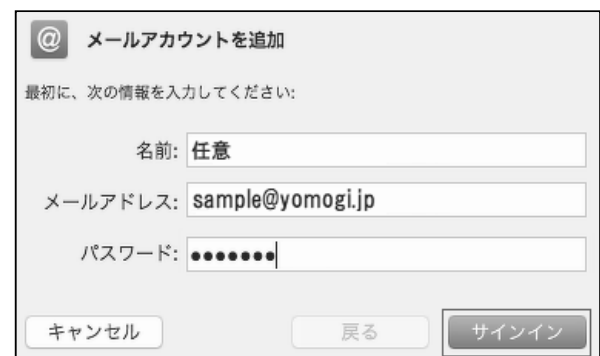 @ メールアカウントを追加
最初に、次の情報を入力してください:
名前: 任意
メールアドレス: sample@yomogi.jp
パスワード: ●●●●●●●
キャンセル 戻る サインイン